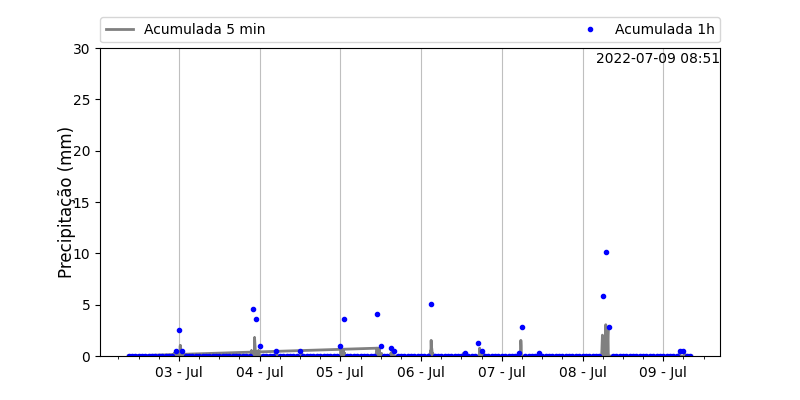 Acumulada 5 min
Acumulada 1h
2022-07-09 08:51
Precipitação (mm)
30
25
20
15
10
5
0
03 - Jul
04 - Jul
05 - Jul
06 - Jul
07 - Jul
08 - Jul
09 - Jul